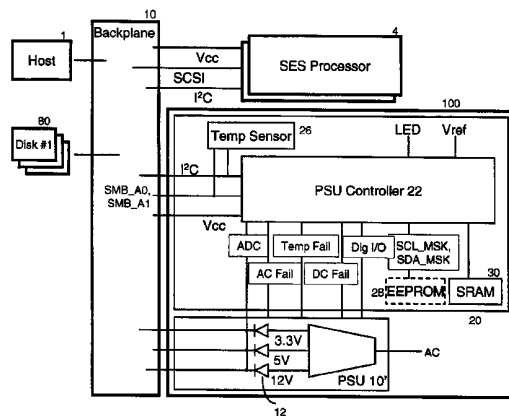 10
1
4
Backplane
Host
Vcc
SES Processor
SCSI
I²C
80
100
Temp Sensor
26
LED
Vref
Disk #1
I²C
PSU Controller 22
SMB_A0,
SMB_A1
Vcc
ADC
Temp Fail
Dig I/O
SCL_MSK,
SDA_MSK
AC Fail
DC Fail
30
28
EEPROM
SRAM
20
3.3V
5V
AC
12V
PSU 10'
12